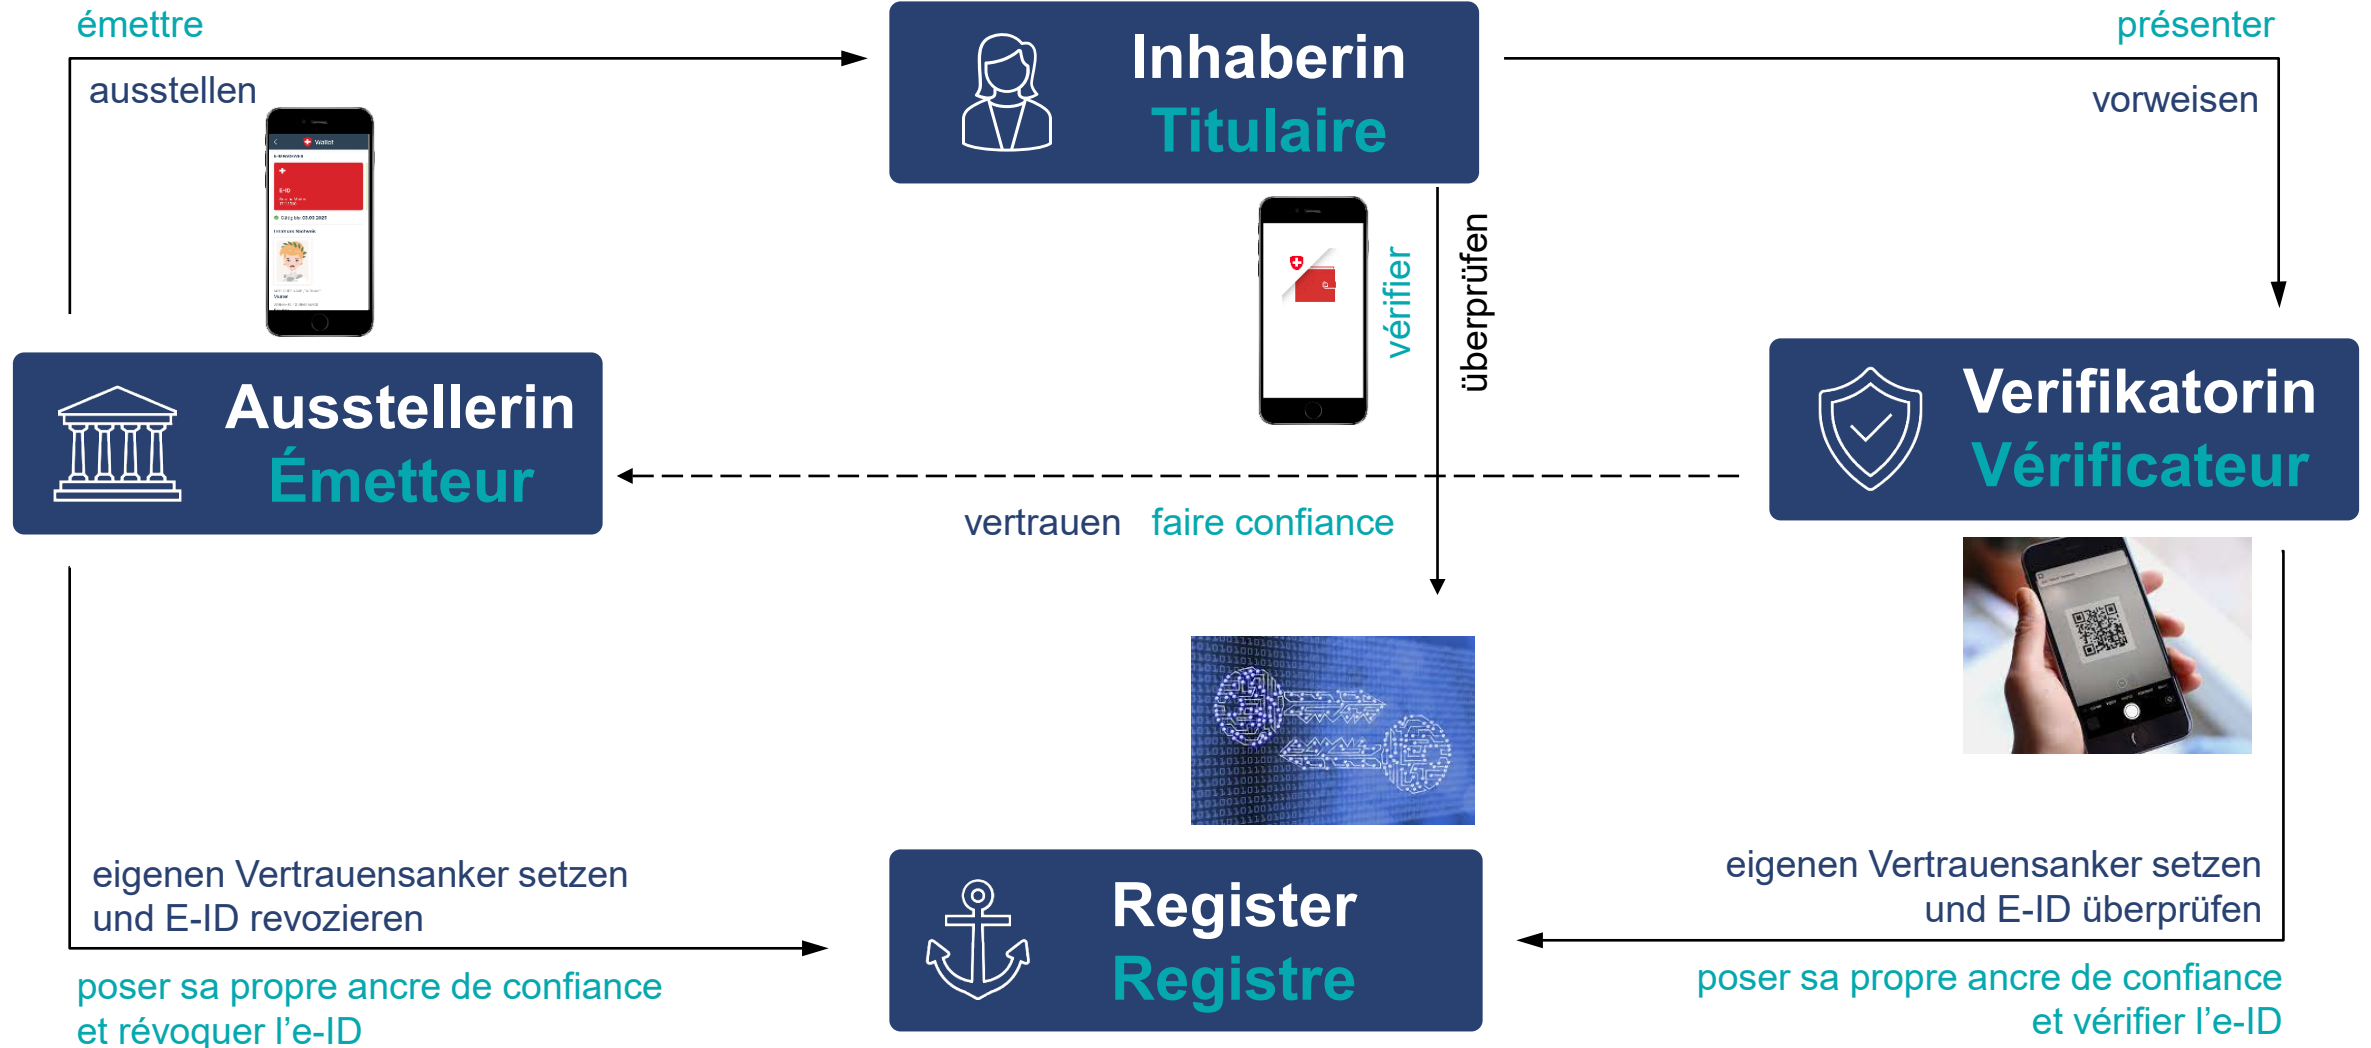 émettre
ausstellen
Inhaberin
Titulaire
présenter
vorweisen
Wallet
E-ID
vérifier
überprüfen
Ausstellerin
Émetteur
Verifikatorin
Vérificateur
vertrauen faire confiance
eigenen Vertrauensanker setzen
und E-ID revozieren
poser sa propre ancre de confiance
et révoquer l’e-ID
Register
Registre
eigenen Vertrauensanker setzen
und E-ID überprüfen
poser sa propre ancre de confiance
et vérifier l’e-ID